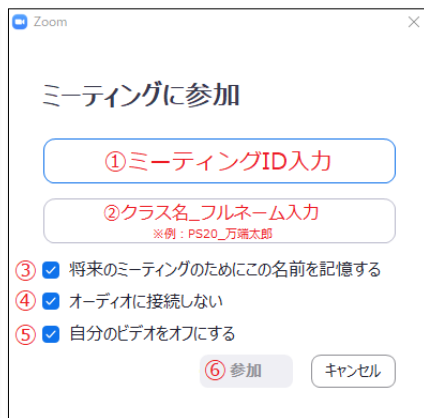 Zoom
ミーティングに参加
①ミーティングID入力
②クラス名_フルネーム入力
※例：PS20_万端太郎
③ 将来のミーティングのためにこの名前を記憶する
④ オーディオに接続しない
⑤ 自分のビデオをオフにする
⑥ 参加 キャンセル